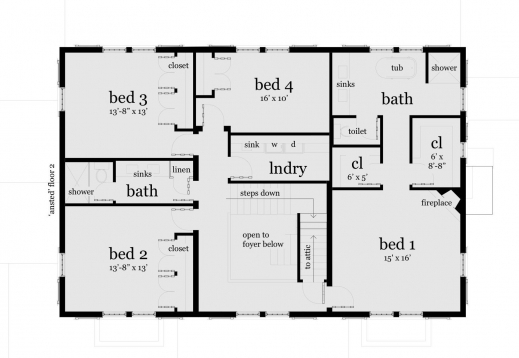 closet
bed 3
13'-8" x 13'
bed 4
16' x 10'
sinks
tub
shower
bath
toilet
sink w d
lndry
cl
6' x 5'
cl
6' x
8'-8"
fireplace
linen
sinks
bath
shower
'ansted' floor 2
steps down
open to
foyer below
to attic
bed 2
13'-8" x 13'
closet
bed 1
15' x 16'